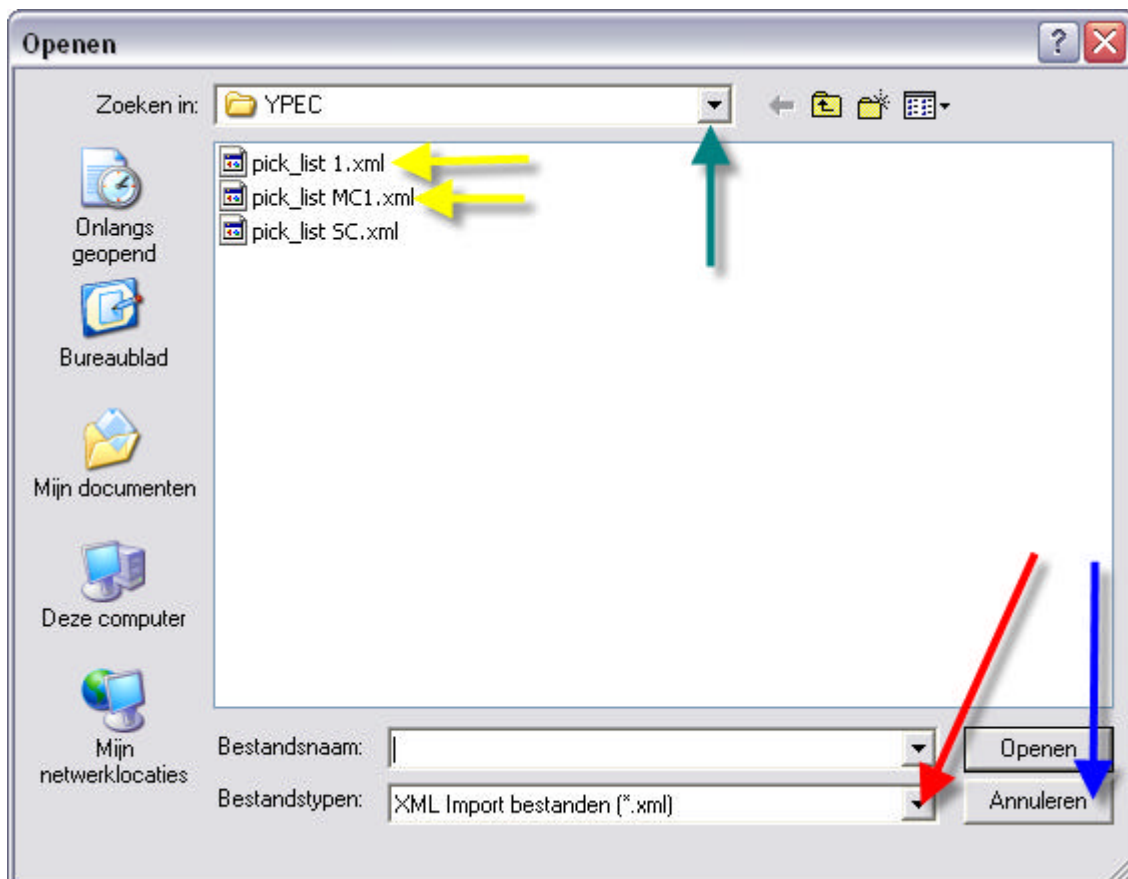 Openen
Zoeken in:
YPEC
pick_list 1.xml
pick_list MC1.xml
pick_list SC.xml
Onlangs
geopend
Bureaublad
Mijn documenten
Deze computer
Mijn
netwerklocaties
Bestandsnaam:
Openen
Bestandstypen:
XML Import bestanden (*.xml)
Annuleren